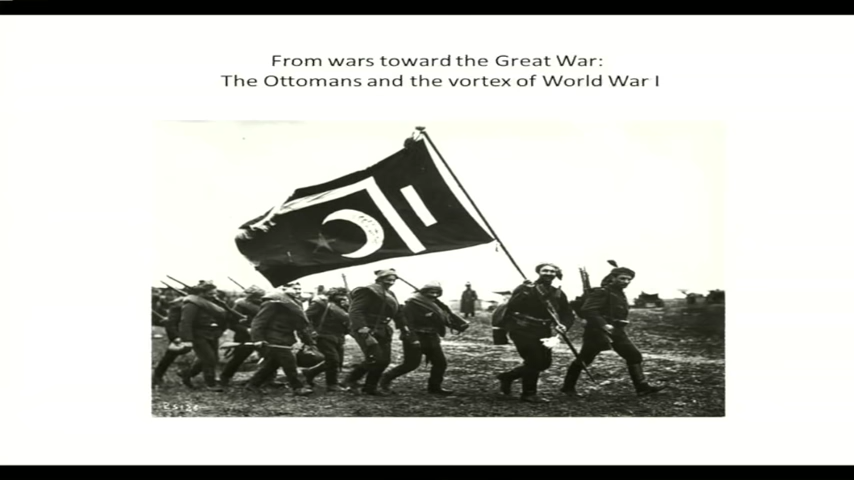 From wars toward the Great War:
The Ottomans and the vortex of World War I